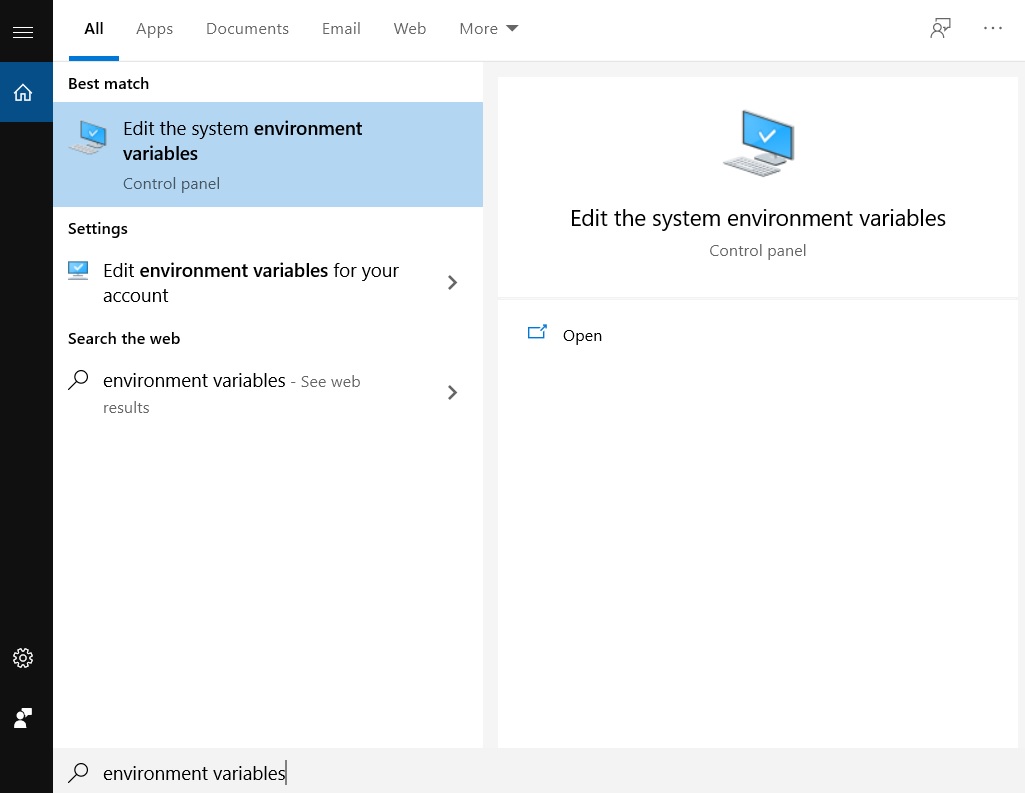 All Apps Documents Email Web More
Best match
Edit the system environment
variables
Control panel
Settings
Edit environment variables for your
account
Search the web
environment variables - See web
results
Edit the system environment variables
Control panel
Open
environment variables